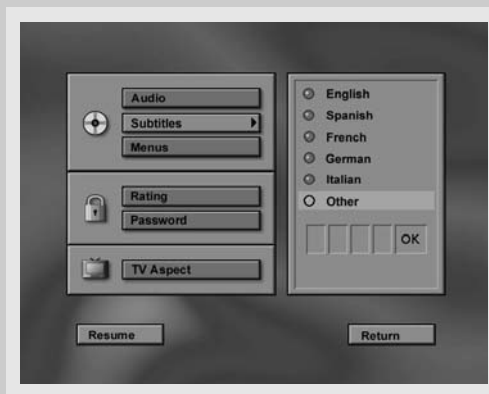 Audio
Subtitles
Menus
Rating
Password
TV Aspect
English
Spanish
French
German
Italian
Other
OK
Resume
Return